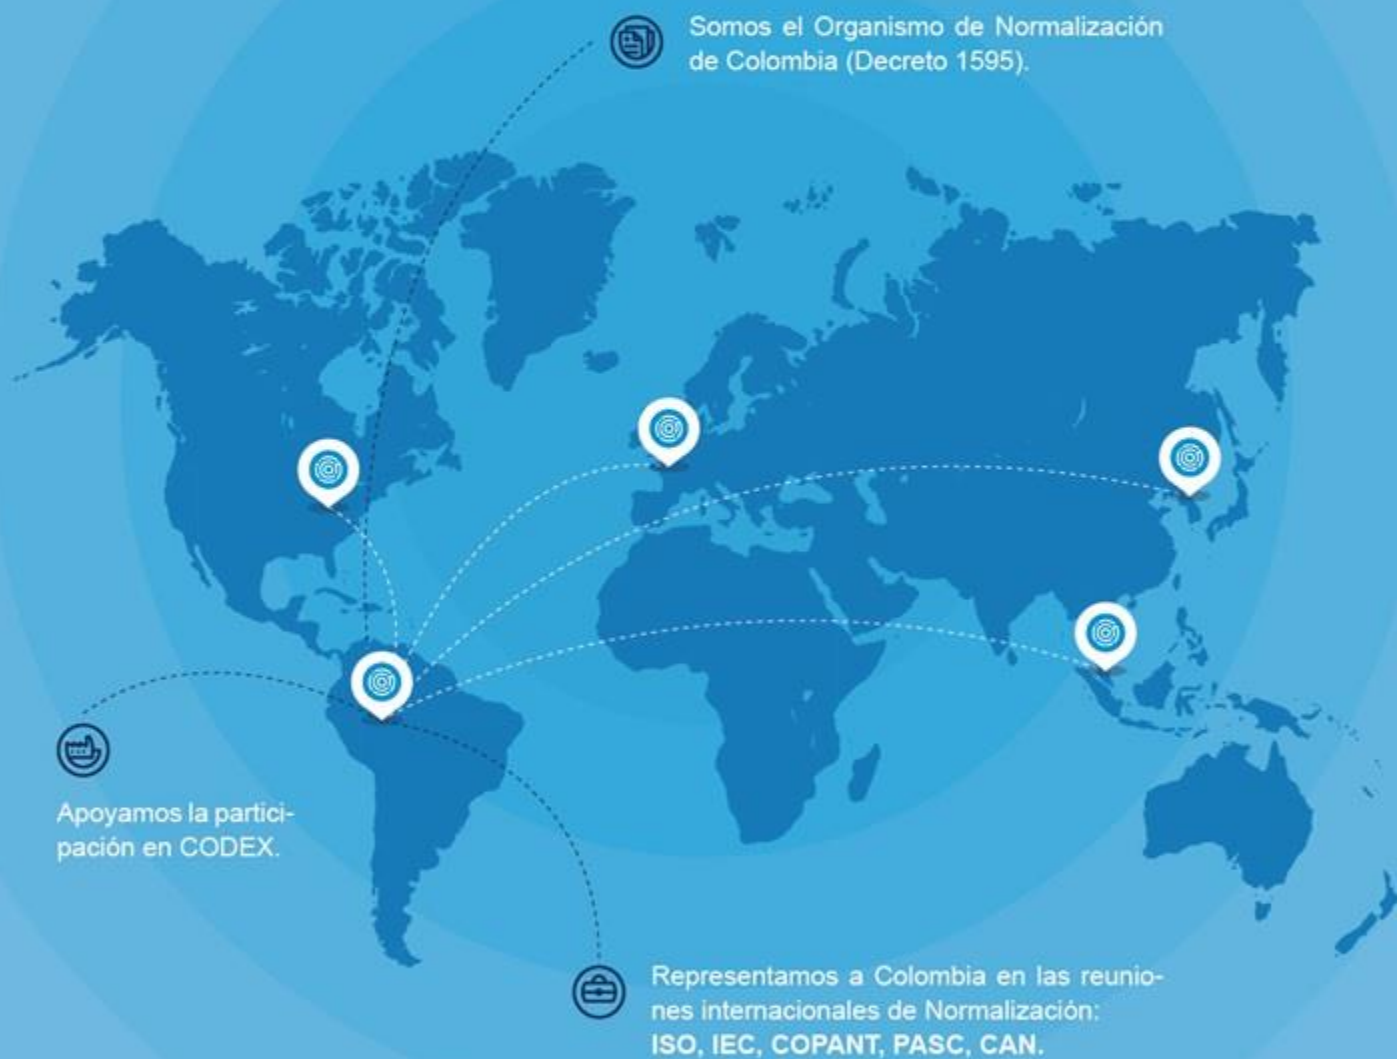 Somos el Organismo de Normalización
de Colombia (Decreto 1595).
Apoyamos la partici-
pación en CODEX.
Representamos a Colombia en las reunio-
nes internacionales de Normalización:
ISO, IEC, COPANT, PASC, CAN.